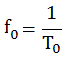 f₀ = 1/T₀